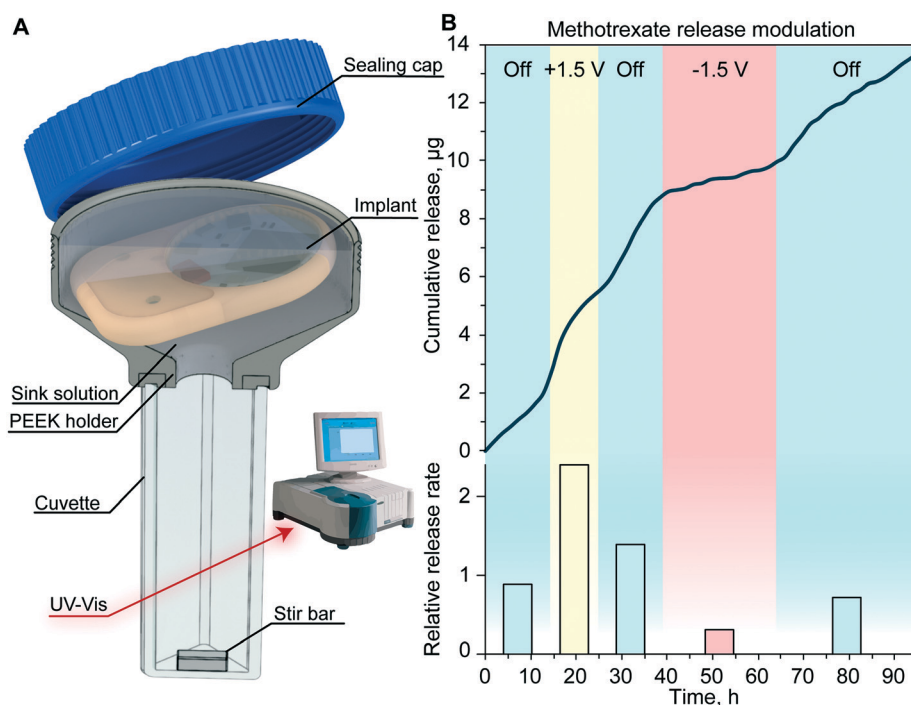 A
Sealing cap
Implant
Sink solution
PEEK holder
Cuvette
UV-Vis
Stir bar
B
Methotrexate release modulation
Off +1.5 V Off -1.5 V Off
Cumulative release, µg
14
12
10
8
6
4
2
0
Relative release rate
2
1
0
0 10 20 30 40 50 60 70 80 90
Time, h